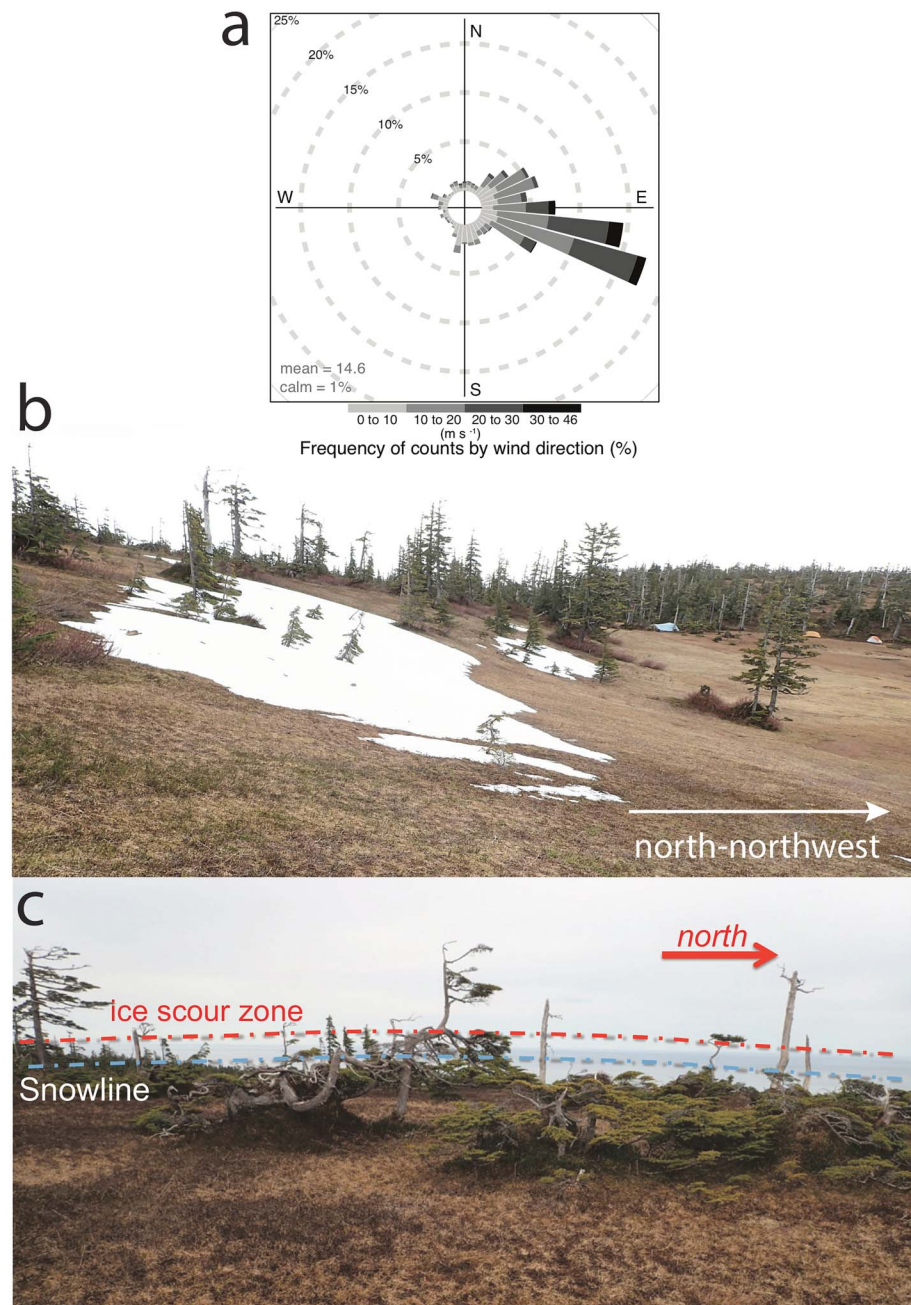 a
25%
20%
15%
10%
5%
N
W
E
S
mean = 14.6
calm = 1%
0 to 10 10 to 20 20 to 30 30 to 46
(m s -1)
Frequency of counts by wind direction (%)
b
north-northwest
c
north
ice scour zone
Snowline